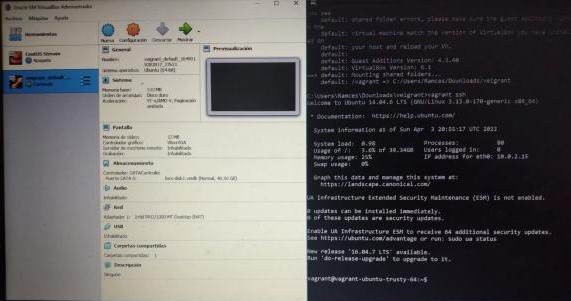 Oracle VM VirtualBox Administrador
Archivo Máquina Ayuda
Herramientas
CentOS Stream
Apagada
vagrant_default_
Corriendo
Nueva Configuración Descartar Mostrar
General
Nombre: vagrant_default_
Sistema operativo: Ubuntu (64-bit)
Sistema
Memoria base:
Orden de arranque: Disco duro
Aceleración: VT-x/AMD-V, Paginación
anidada
Previsualización
Pantalla
Memoria de vídeo:
Controlador gráfico: VBoxVGA
Servidor de escritorio remoto: Inhabilitado
Grabación: Inhabilitado
Almacenamiento
Controlador: SATAController
Puerto SATA 0: box-disk1.vmdk (Normal, 40,00 GB)
Audio
Inhabilitado
Red
Adaptador 1: Intel PRO/1000 MT Desktop (NAT)
USB
Inhabilitado
Carpetas compartidas
Carpetas compartidas: 1
Descripción
Ninguno
default: shared folder errors, please make sure the guest additions
default: virtual machine match the version of VirtualBox you have
default: your host and reload your VM.
default:
default: Guest Additions Version: 4.3.40
default: VirtualBox Version: 6.1
==> default: Mounting shared folders...
default: /vagrant => C:/Users/Ramces/Downloads/vagrant
C:\Users\Ramces\Downloads\vagrant>vagrant ssh
Welcome to Ubuntu 14.04.6 LTS (GNU/Linux 3.13.0-170-generic x86_64)
* Documentation: https://help.ubuntu.com/
System information as of Sun Apr 3 20:55:17 UTC 2022
System load: 0.98 Processes: 90
Usage of /: 3.6% of 39.34GB Users logged in: 0
Memory usage: 25% IP address for eth0: 10.0.2.15
Swap usage: 0%
Graph this data and manage this system at:
https://landscape.canonical.com/
UA Infrastructure Extended Security Maintenance (ESM) is not enabled.
0 updates can be installed immediately.
0 of these updates are security updates.
Enable UA Infrastructure ESM to receive 64 additional security updates.
See https://ubuntu.com/advantage or run: sudo ua status
New release '16.04.7 LTS' available.
Run 'do-release-upgrade' to upgrade to it.
vagrant@vagrant-ubuntu-trusty-64:~$